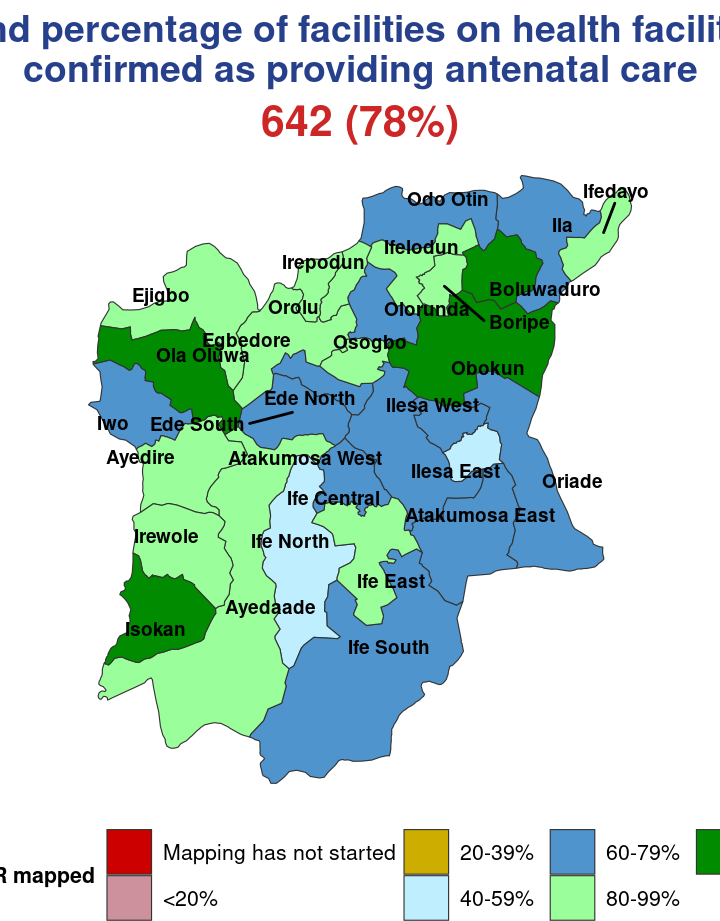 percentage of facilities on health
confirmed as providing antenatal care
642 (78%)
Ifedayo
Odo Otin
Ila
Ifelodun
Irepodun
Boluwaduro
Ejigbo
Orolu
Olorunda
Boripe
Egbedore
Osogbo
Ola Oluwa
Obokun
Ede North
Ilesa West
Iwo
Ede South
Ayedire
Atakumosa West
Ilesa East
Oriade
Ife Central
Atakumosa East
Irewole
Ife North
Ife East
Ayedaade
Isokan
Ife South
Mapping has not started
20-39%
60-79%
mapped
<20%
40-59%
80-99%